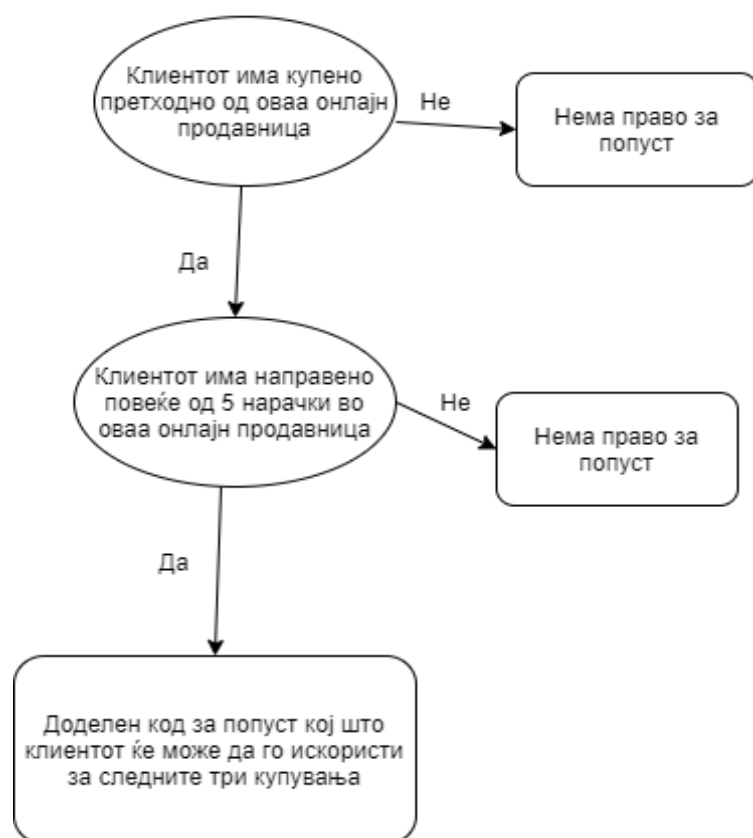 Клиентот има купено
претходно од оваа онлајн
продавница
Не
Нема право за
попуст
Да
Клиентот има направено
повеќе од 5 нарачки во
оваа онлајн продавница
Не
Нема право за
попуст
Да
Доделен код за попуст кој што
клиентот ќе може да го искористи
за следните три купувања